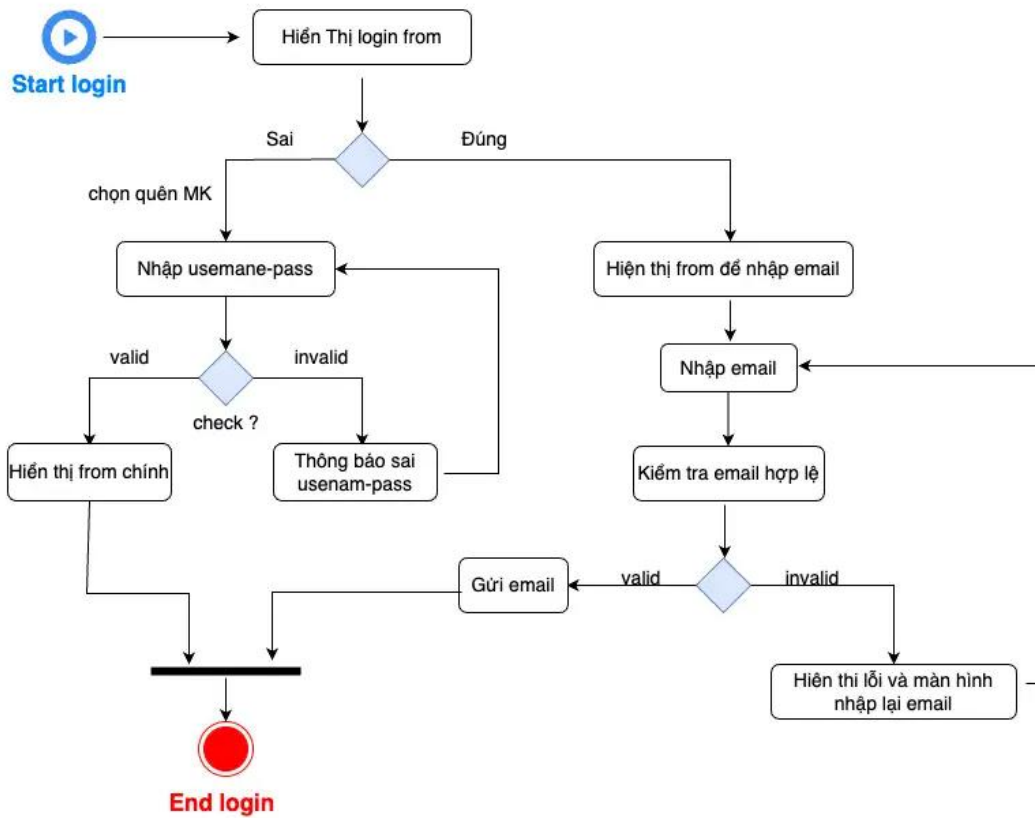 Hiển Thị login from
Start login
Sai
Đúng
chọn quên MK
Nhập usemane-pass
Hiện thị from để nhập email
valid
invalid
Nhập email
check ?
Hiển thị from chính
Thông báo sai
usenam-pass
Kiểm tra email hợp lệ
Gửi email
valid
invalid
Hiên thi lỗi và màn hình
nhập lại email
End login